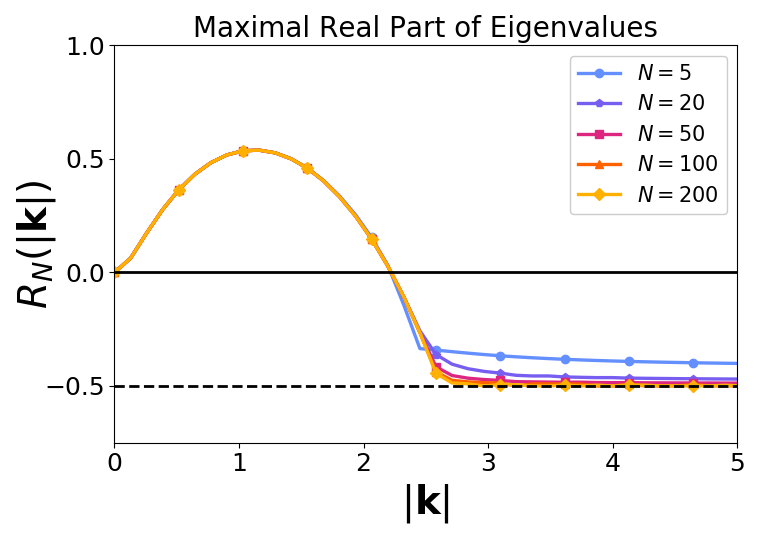 Maximal Real Part of Eigenvalues
1.0
0.5
0.0
−0.5
R_N(|k|)
N = 5
N = 20
N = 50
N = 100
N = 200
0 1 2 3 4 5
|k|